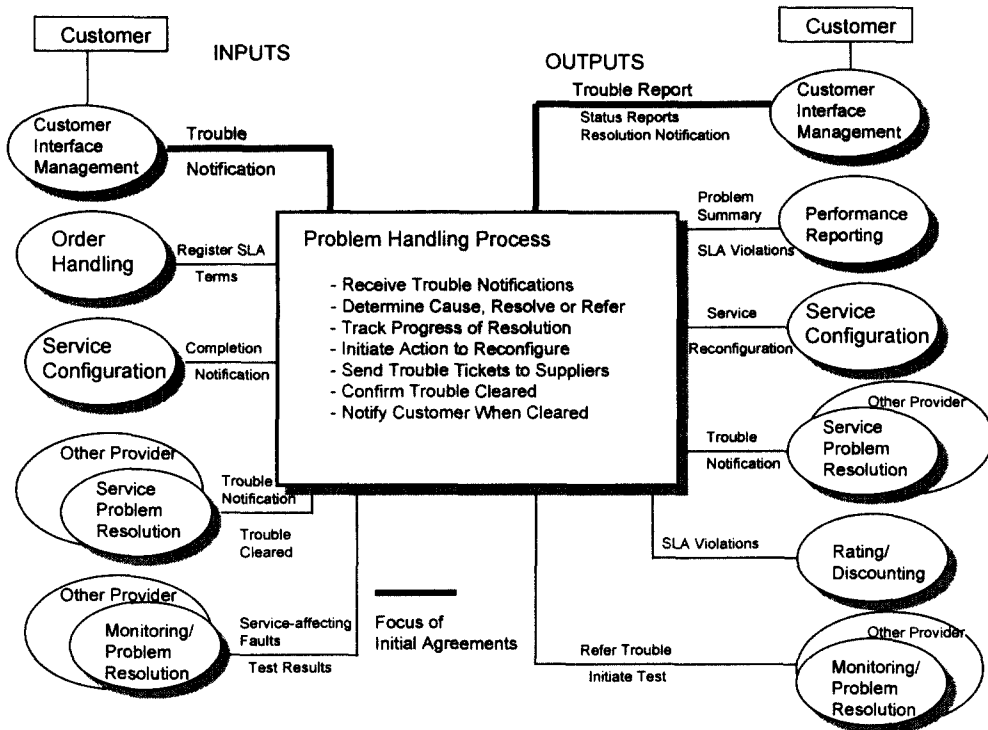 Customer
INPUTS
Customer
Interface
Management
Trouble
Notification
Order
Handling
Register SLA
Terms
Service
Configuration
Completion
Notification
Other Provider
Service
Problem
Resolution
Trouble
Notification
Trouble
Cleared
Other Provider
Monitoring/
Problem
Resolution
Service-affecting
Faults
Test Results
Problem Handling Process
- Receive Trouble Notifications
- Determine Cause, Resolve or Refer
- Track Progress of Resolution
- Initiate Action to Reconfigure
- Send Trouble Tickets to Suppliers
- Confirm Trouble Cleared
- Notify Customer When Cleared
Focus of
Initial Agreements
OUTPUTS
Customer
Trouble Report
Status Reports
Resolution Notification
Customer
Interface
Management
Problem
Summary
SLA Violations
Performance
Reporting
Service
Reconfiguration
Service
Configuration
Trouble
Notification
Other Provider
Service
Problem
Resolution
SLA Violations
Rating/
Discounting
Refer Trouble
Initiate Test
Other Provider
Monitoring/
Problem
Resolution